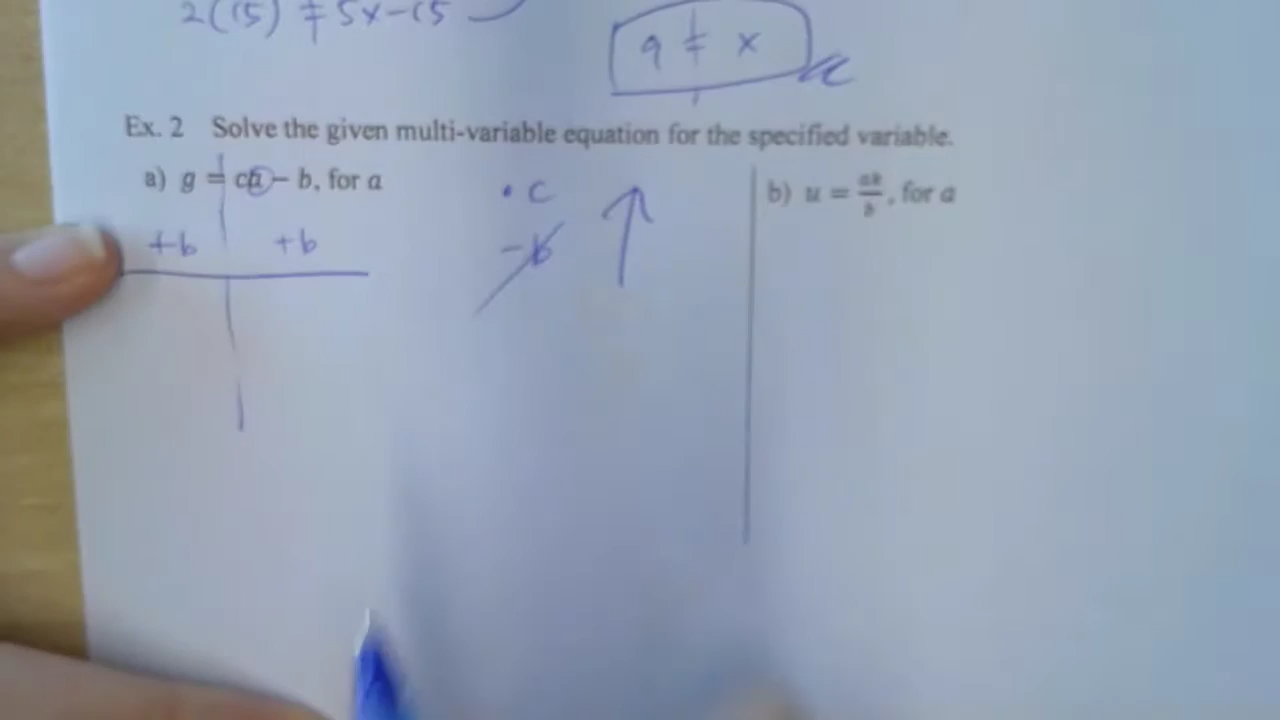 2(15) = 5x-15
9 = x
Ex. 2 Solve the given multi-variable equation for the specified variable.
a) g = ca - b, for a
+b +b
• c
-b
b) u = ak/b, for a